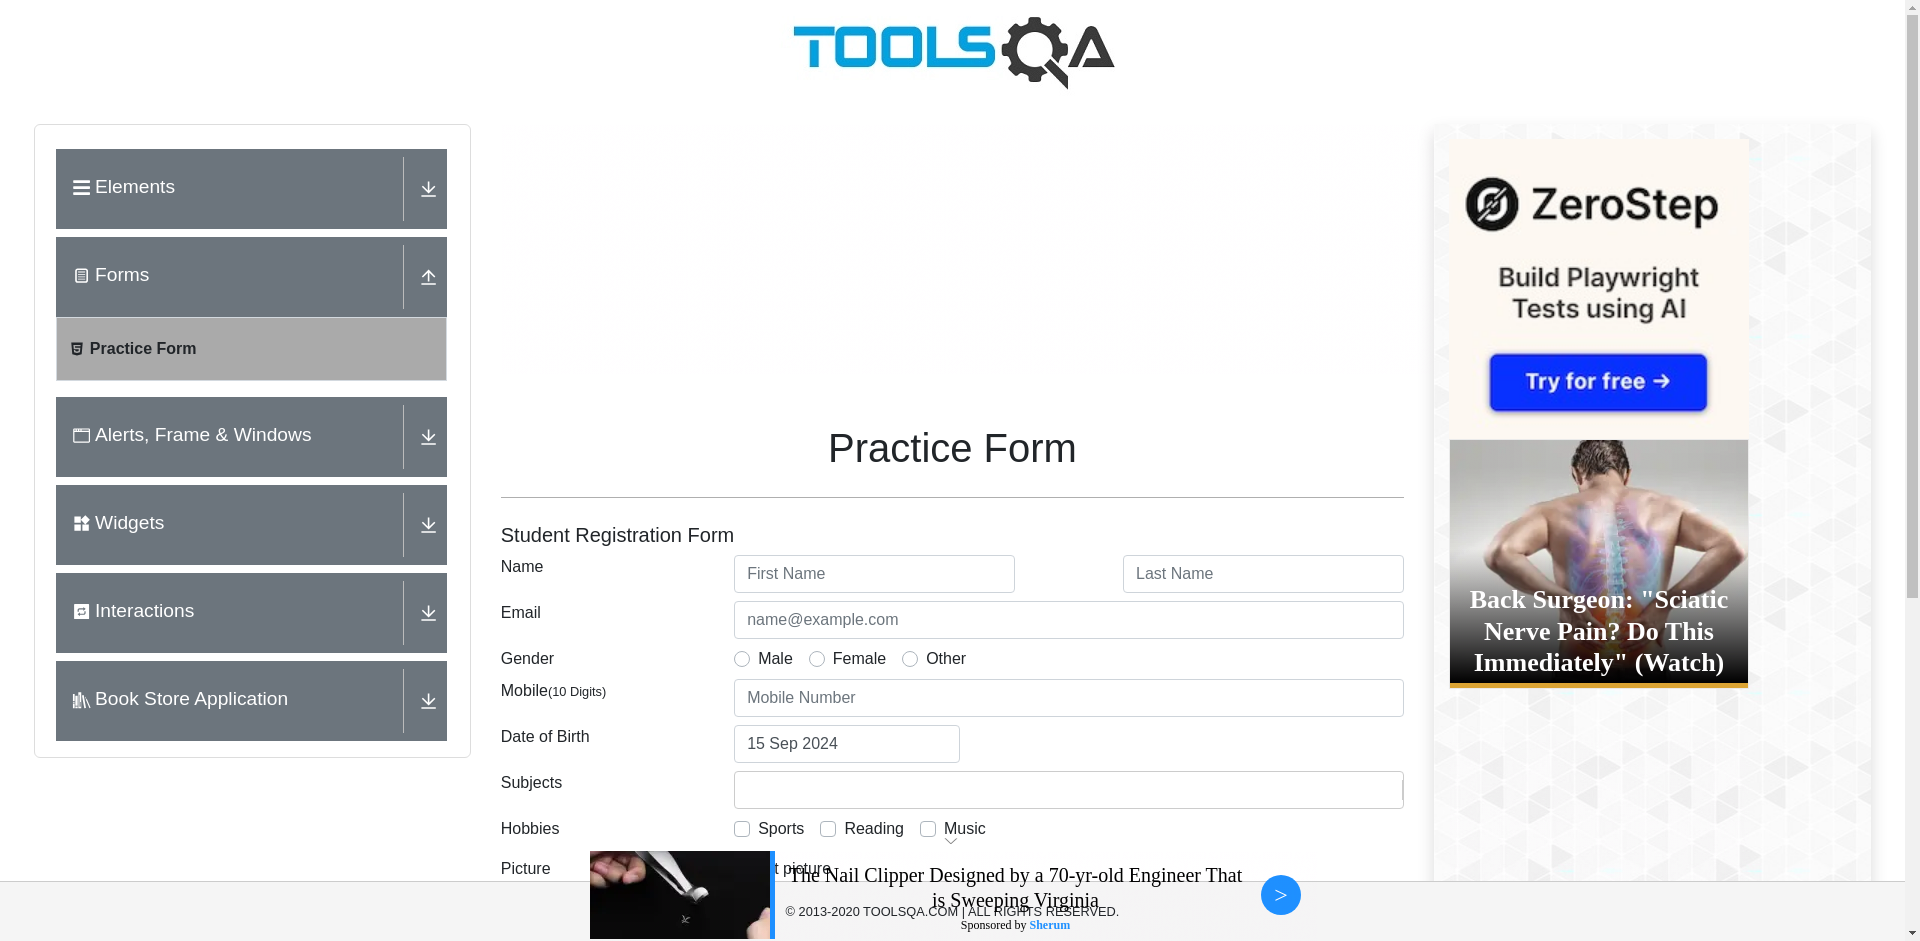 TOOLSQA
Elements
Forms
Practice Form
Alerts, Frame & Windows
Widgets
Interactions
Book Store Application
Practice Form
Student Registration Form
Name
First Name
Last Name
Email
name@example.com
Gender
Male
Female
Other
Mobile(10 Digits)
Mobile Number
Date of Birth
15 Sep 2024
Subjects
Hobbies
Sports
Reading
Music
Picture
picture
ZeroStep
Build Playwright
Tests using AI
Try for free →
Back Surgeon: "Sciatic
Nerve Pain? Do This
Immediately" (Watch)
The Nail Clipper Designed by a 70-yr-old Engineer That
is Sweeping Virginia
>
© 2013-2020 TOOLSQA.COM | ALL RIGHTS RESERVED.
Sponsored by Sherum